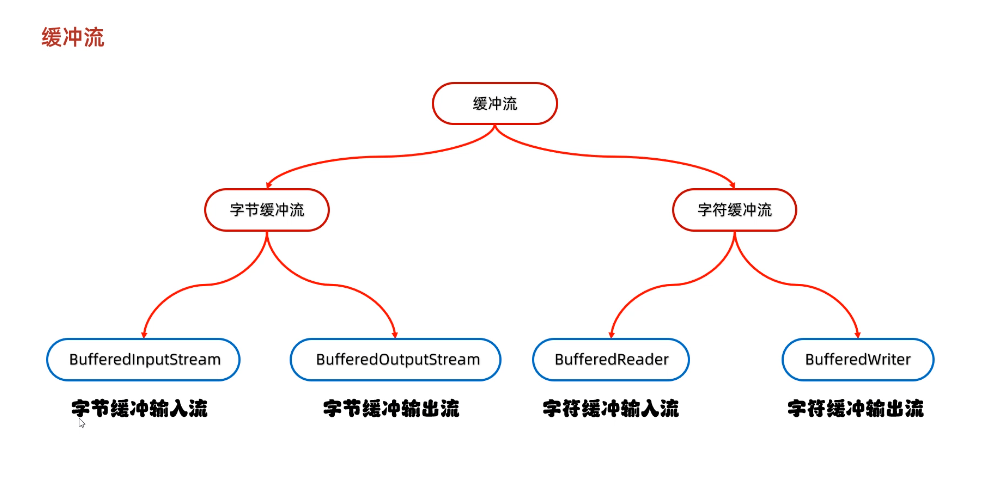 缓冲流
缓冲流
字节缓冲流
字符缓冲流
BufferedInputStream
BufferedOutputStream
BufferedReader
BufferedWriter
字节缓冲输入流
字节缓冲输出流
字符缓冲输入流
字符缓冲输出流